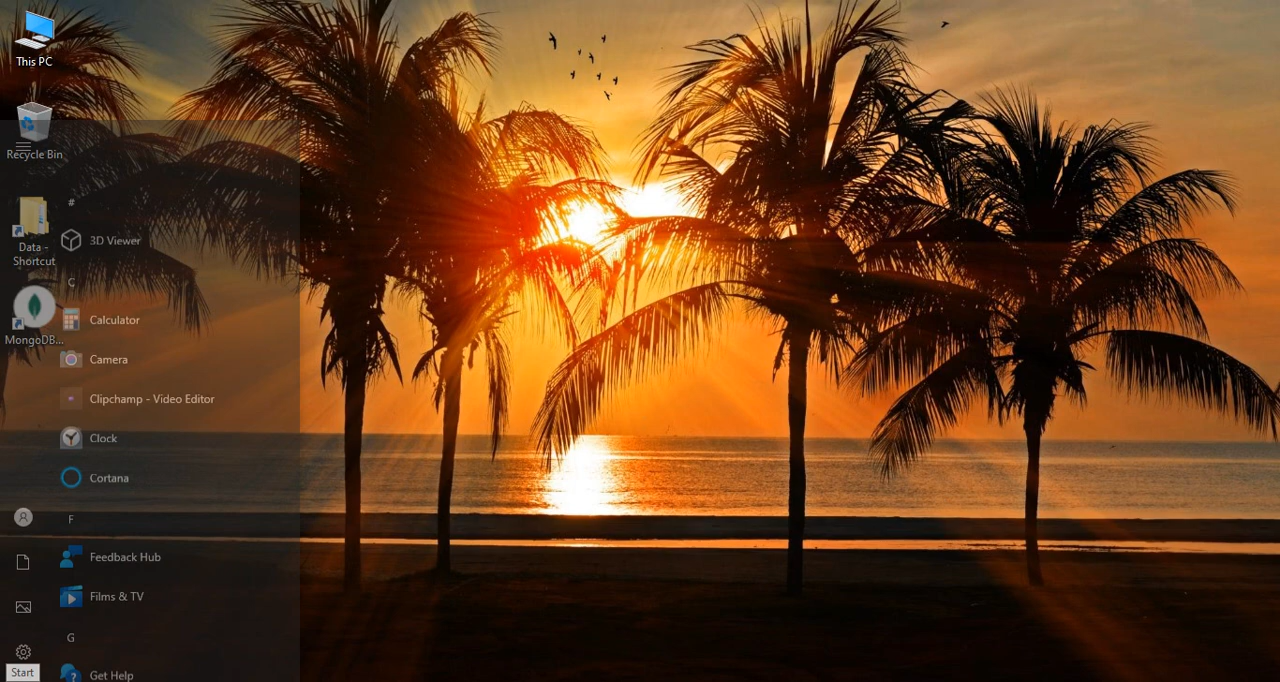 This PC
Recycle Bin
Data -
Shortcut
MongoDB...
#
3D Viewer
C
Calculator
Camera
Clipchamp - Video Editor
Clock
Cortana
F
Feedback Hub
Films & TV
G
Get Help
Start